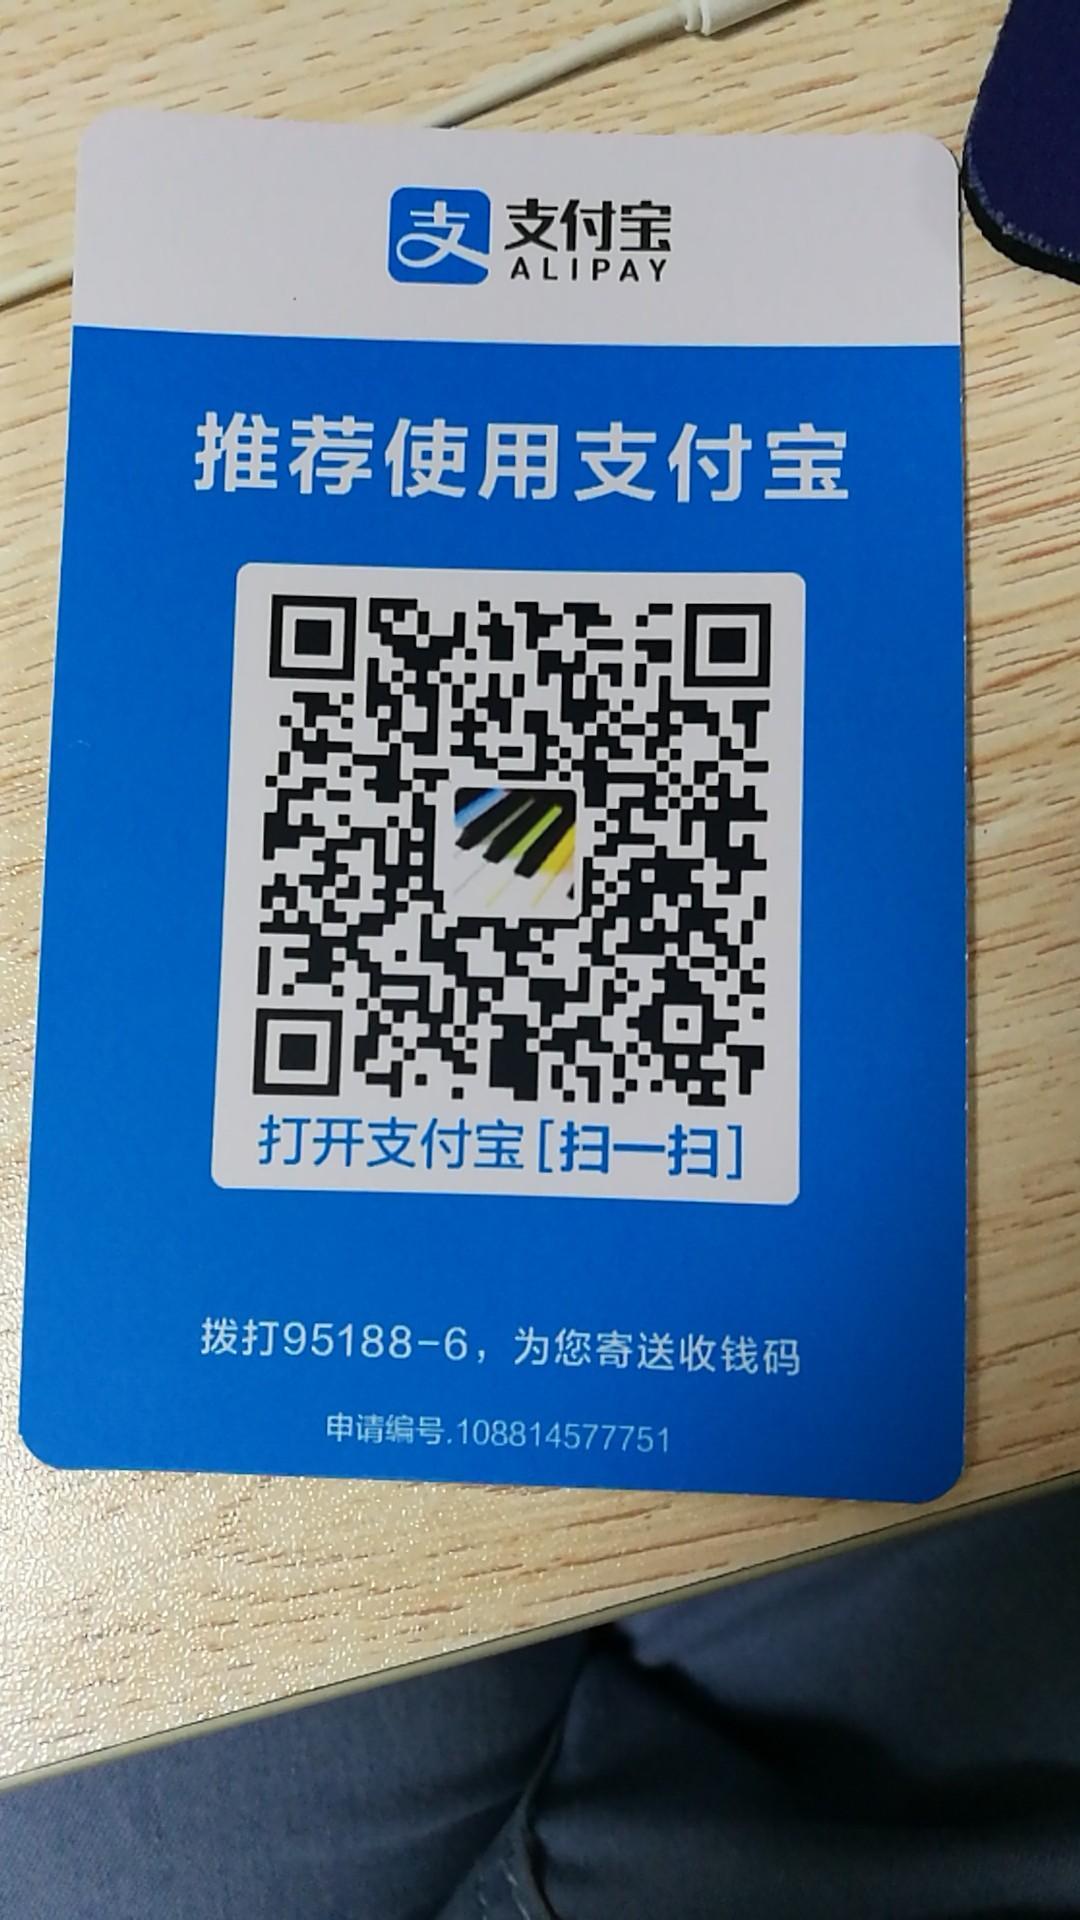 支 支付宝
ALIPAY
推荐使用支付宝
打开支付宝[扫一扫]
拨打95188-6，为您寄送收钱码
申请编号.108814577751